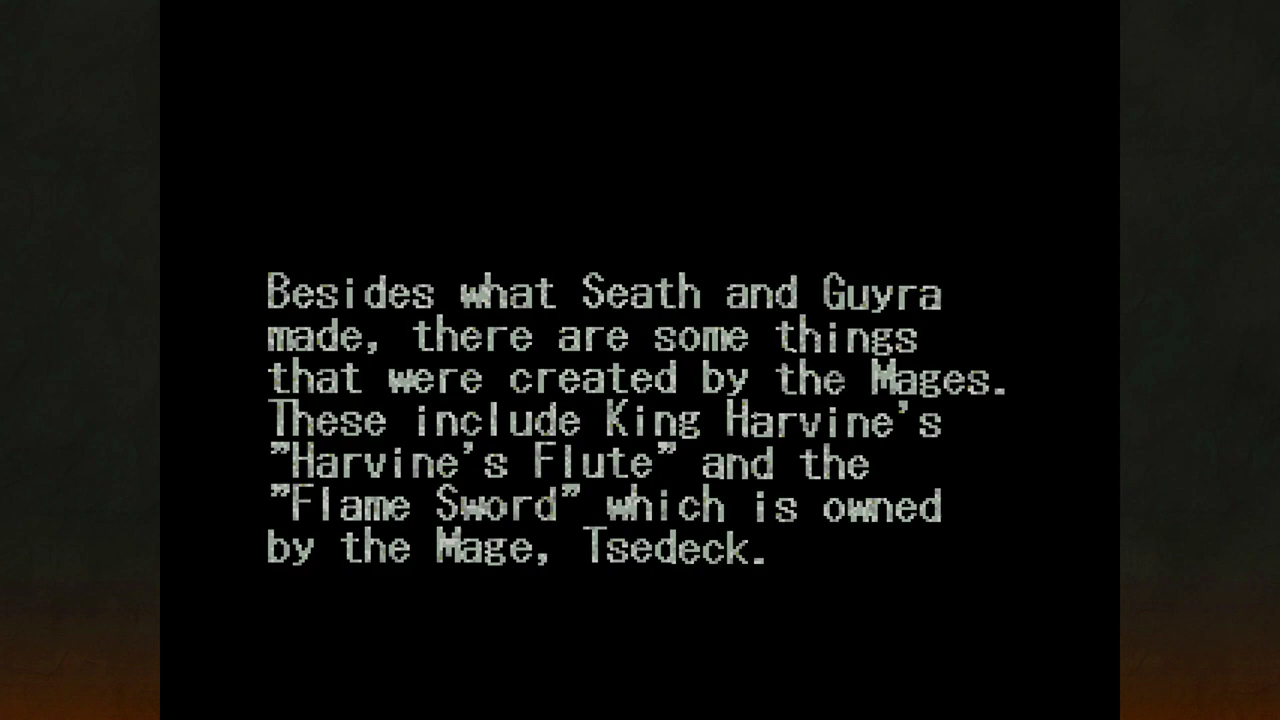 Besides what Seath and Guyra
made, there are some things
that were created by the Mages.
These include King Harvine's
"Harvine's Flute" and the
"Flame Sword" which is owned
by the Mage, Tsedeck.